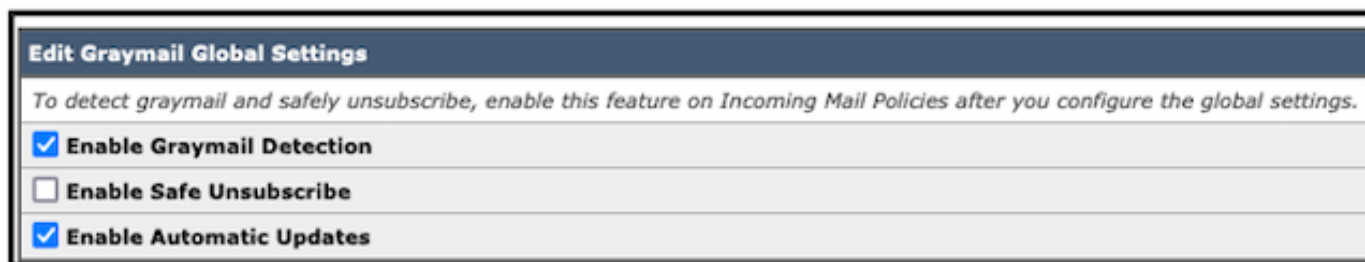 Edit Graymail Global Settings
To detect graymail and safely unsubscribe, enable this feature on Incoming Mail Policies after you configure the global settings.
Enable Graymail Detection
Enable Safe Unsubscribe
Enable Automatic Updates